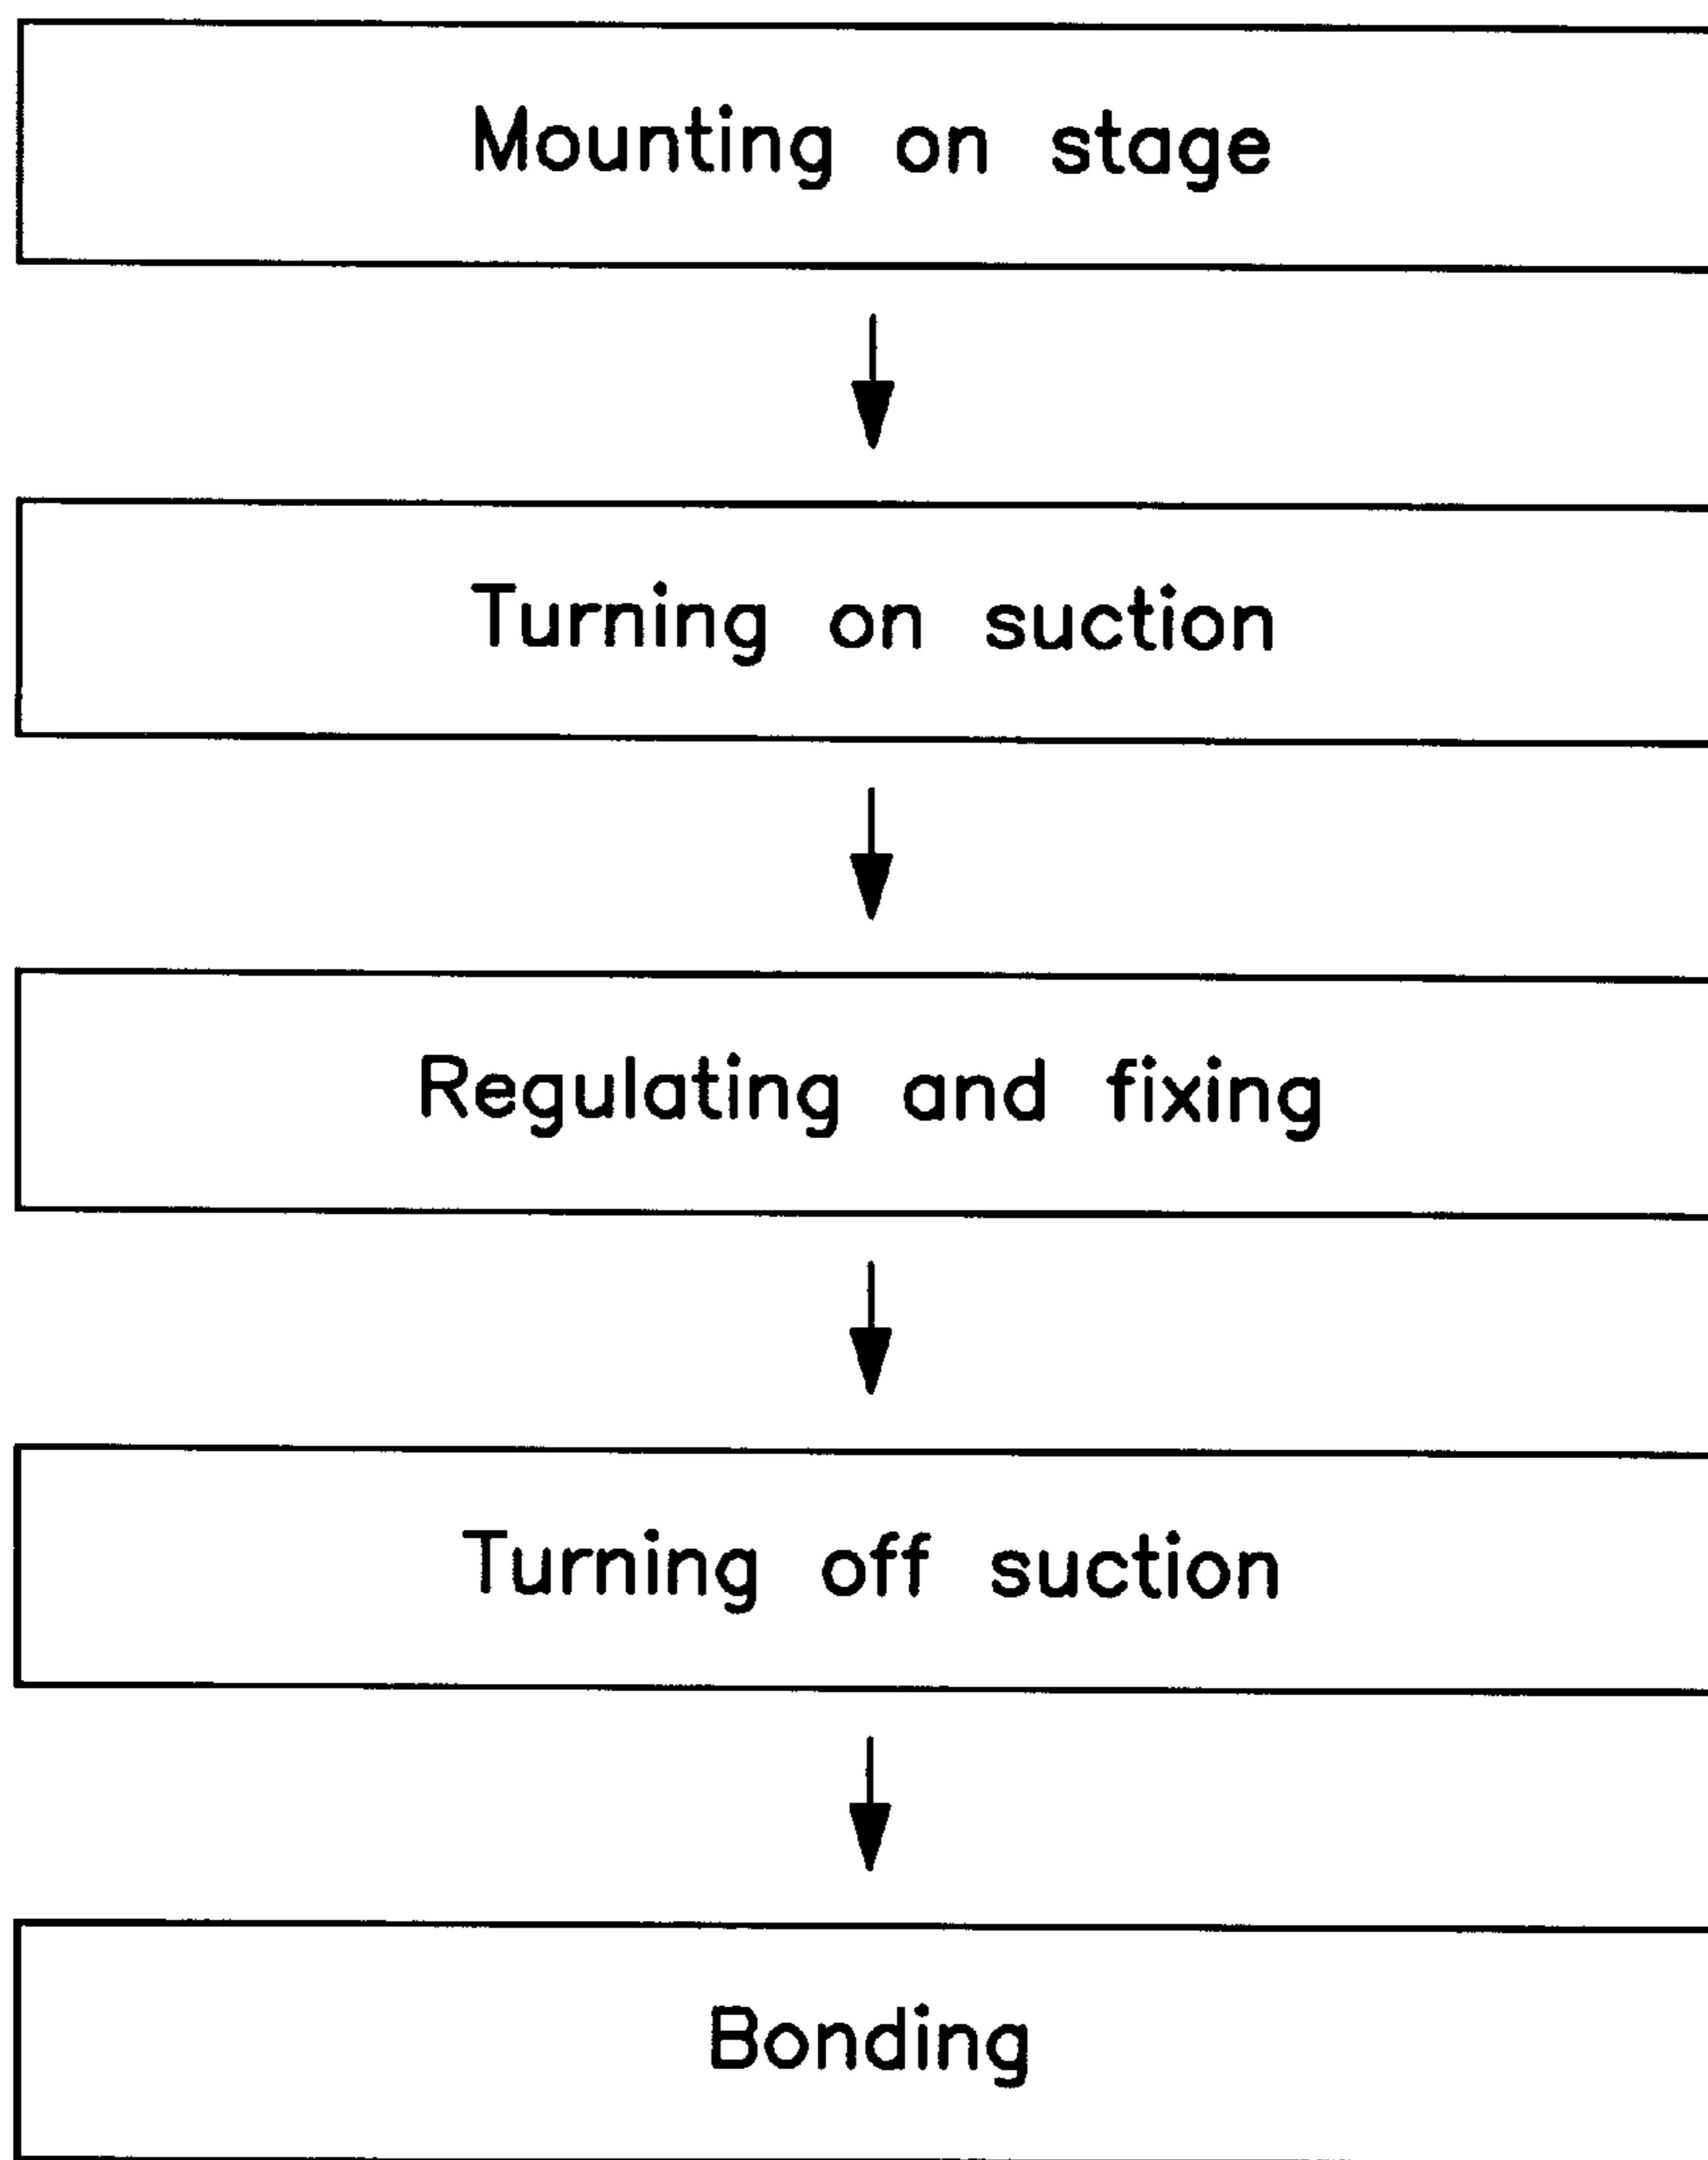 Mounting on stage
Turning on suction
Regulating and fixing
Turning off suction
Bonding